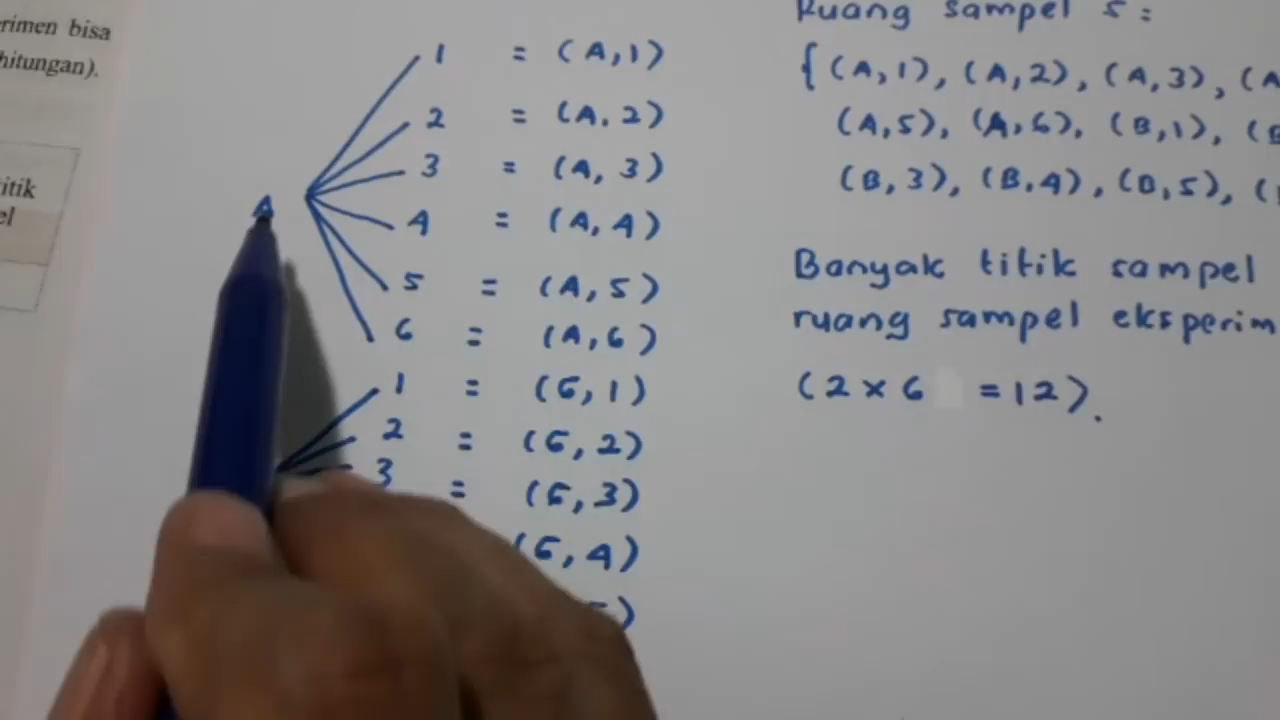 rimen bisa
hitungan).
titik
el
A
1 = (A,1)
2 = (A,2)
3 = (A,3)
4 = (A,4)
5 = (A,5)
6 = (A,6)
1 = (G,1)
2 = (G,2)
3 = (G,3)
(G,4)
)
Ruang sampel S:
{(A,1), (A,2), (A,3), (A
(A,5), (A,6), (B,1), (B
(B,3), (B,4), (B,5), (
Banyak titik sampel
ruang sampel eksperim
(2 × 6 = 12).